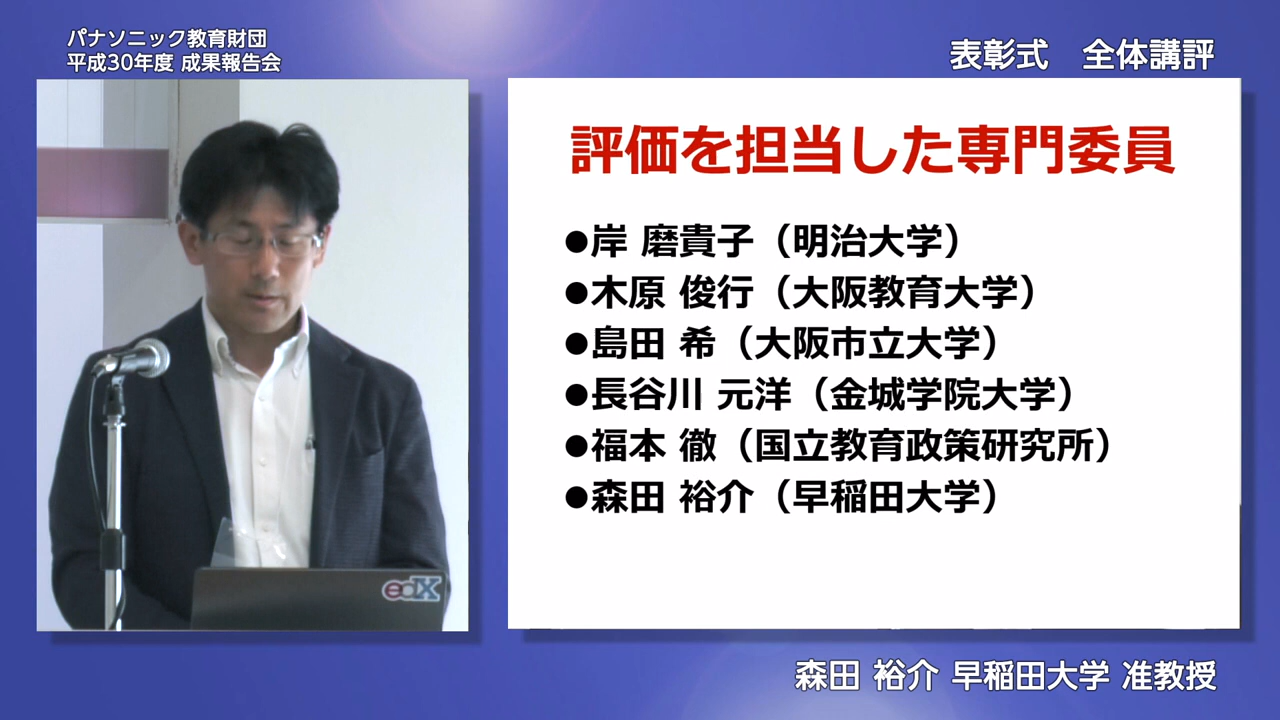 パナソニック教育財団
平成30年度 成果報告会
表彰式　全体講評
評価を担当した専門委員
●岸 磨貴子（明治大学）
●木原 俊行（大阪教育大学）
●島田 希（大阪市立大学）
●長谷川 元洋（金城学院大学）
●福本 徹（国立教育政策研究所）
●森田 裕介（早稲田大学）
edX
森田 裕介 早稲田大学 准教授